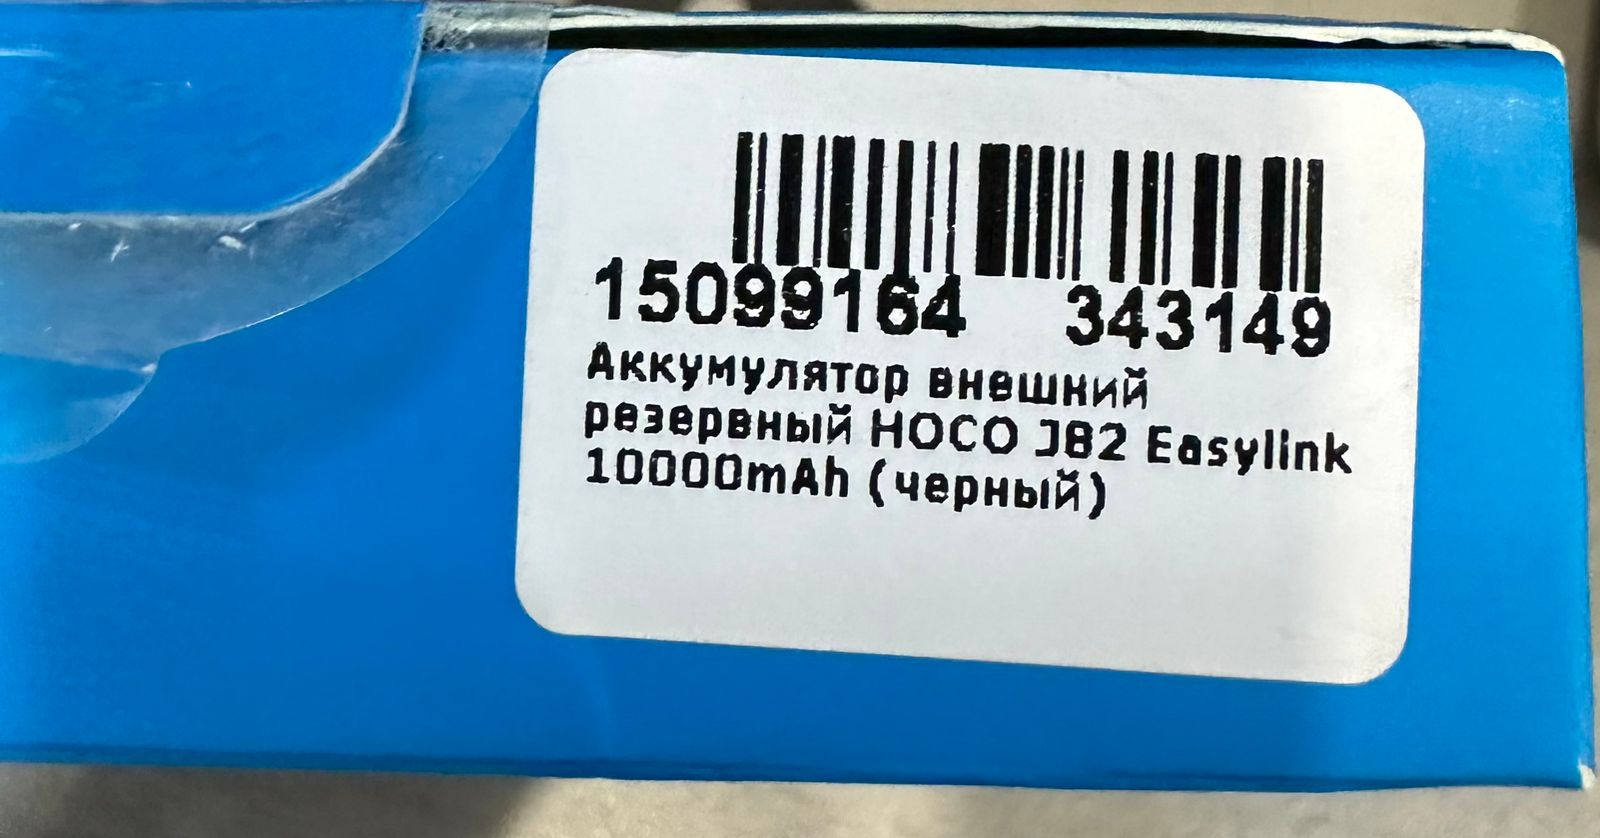 15099164 343149
Аккумулятор внешний
резервный HOCO J82 Easylink
10000mAh (черный)